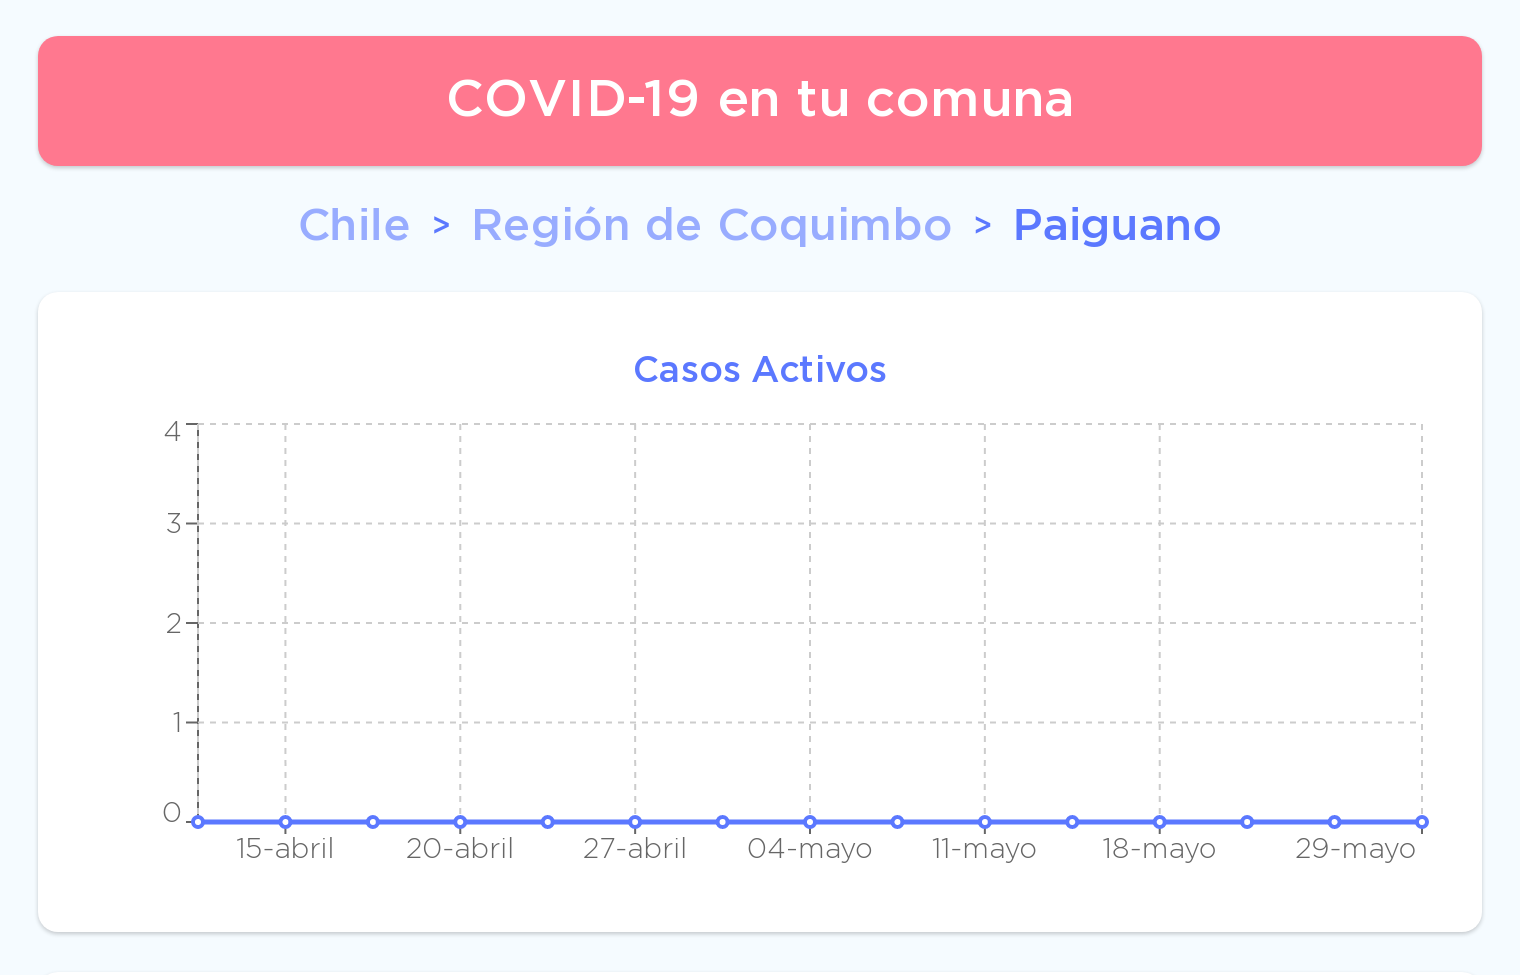 COVID-19 en tu comuna
Chile > Región de Coquimbo > Paiguano
Casos Activos
4
3
2
1
0
15-abril 20-abril 27-abril 04-mayo 11-mayo 18-mayo 29-mayo